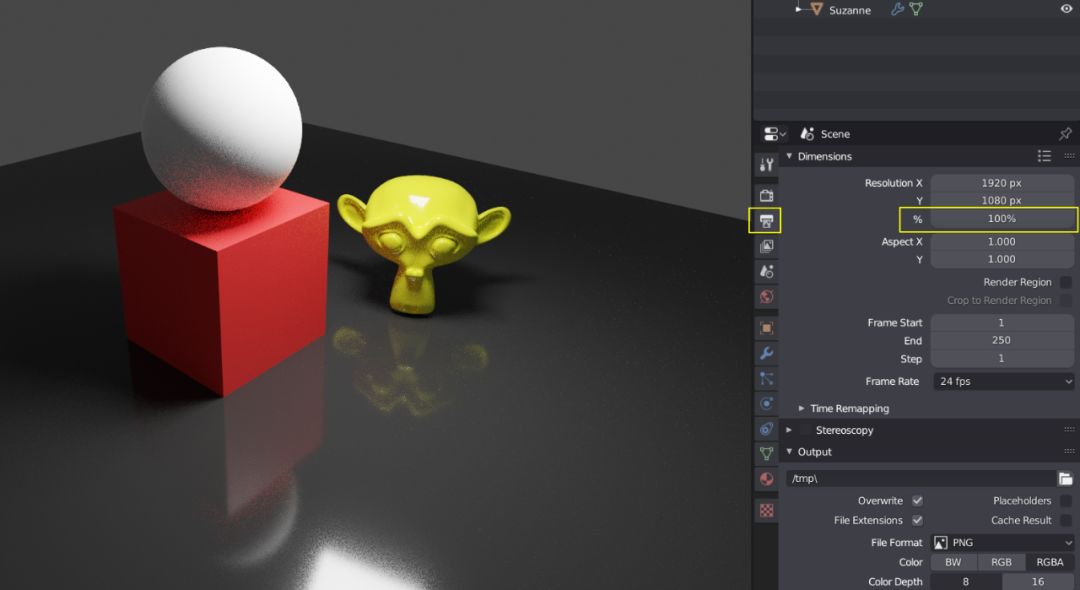 Suzanne
Scene
Dimensions
Resolution X 1920 px
Y 1080 px
% 100%
Aspect X 1.000
Y 1.000
Render Region
Crop to Render Region
Frame Start 1
End 250
Step 1
Frame Rate 24 fps
Time Remapping
Stereoscopy
Output
/tmp\
Overwrite Placeholders
File Extensions Cache Result
File Format PNG
Color BW RGB RGBA
Color Depth 8 16